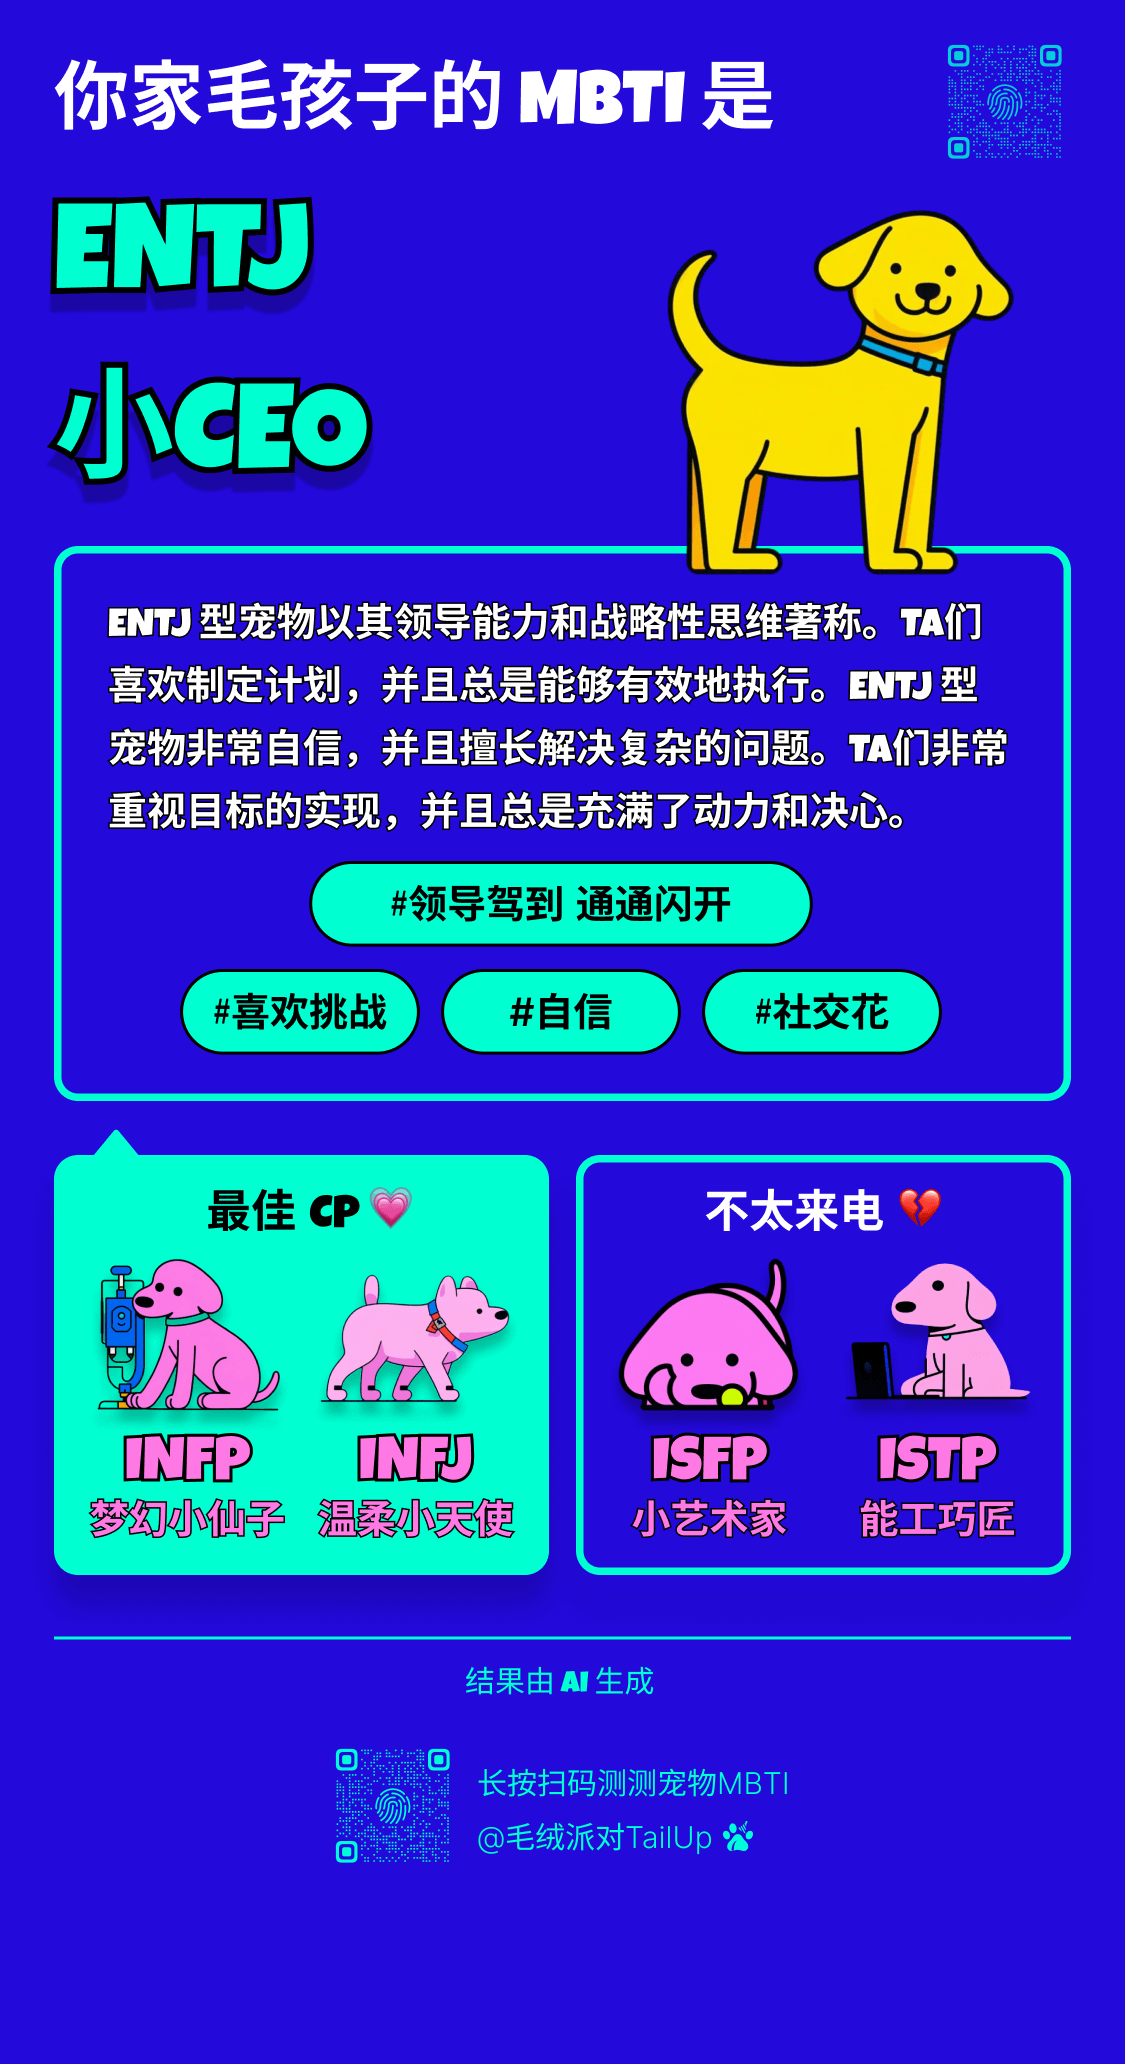 你家毛孩子的 MBTI 是
ENTJ
小CEO
ENTJ 型宠物以其领导能力和战略性思维著称。TA们
喜欢制定计划，并且总是能够有效地执行。ENTJ 型
宠物非常自信，并且擅长解决复杂的问题。TA们非常
重视目标的实现，并且总是充满了动力和决心。
#领导驾到 通通闪开
#喜欢挑战 #自信 #社交花
最佳 CP
INFP INFJ
梦幻小仙子 温柔小天使
不太来电
ISFP ISTP
小艺术家 能工巧匠
结果由 AI 生成
长按扫码测测宠物MBTI
@毛绒派对TailUp